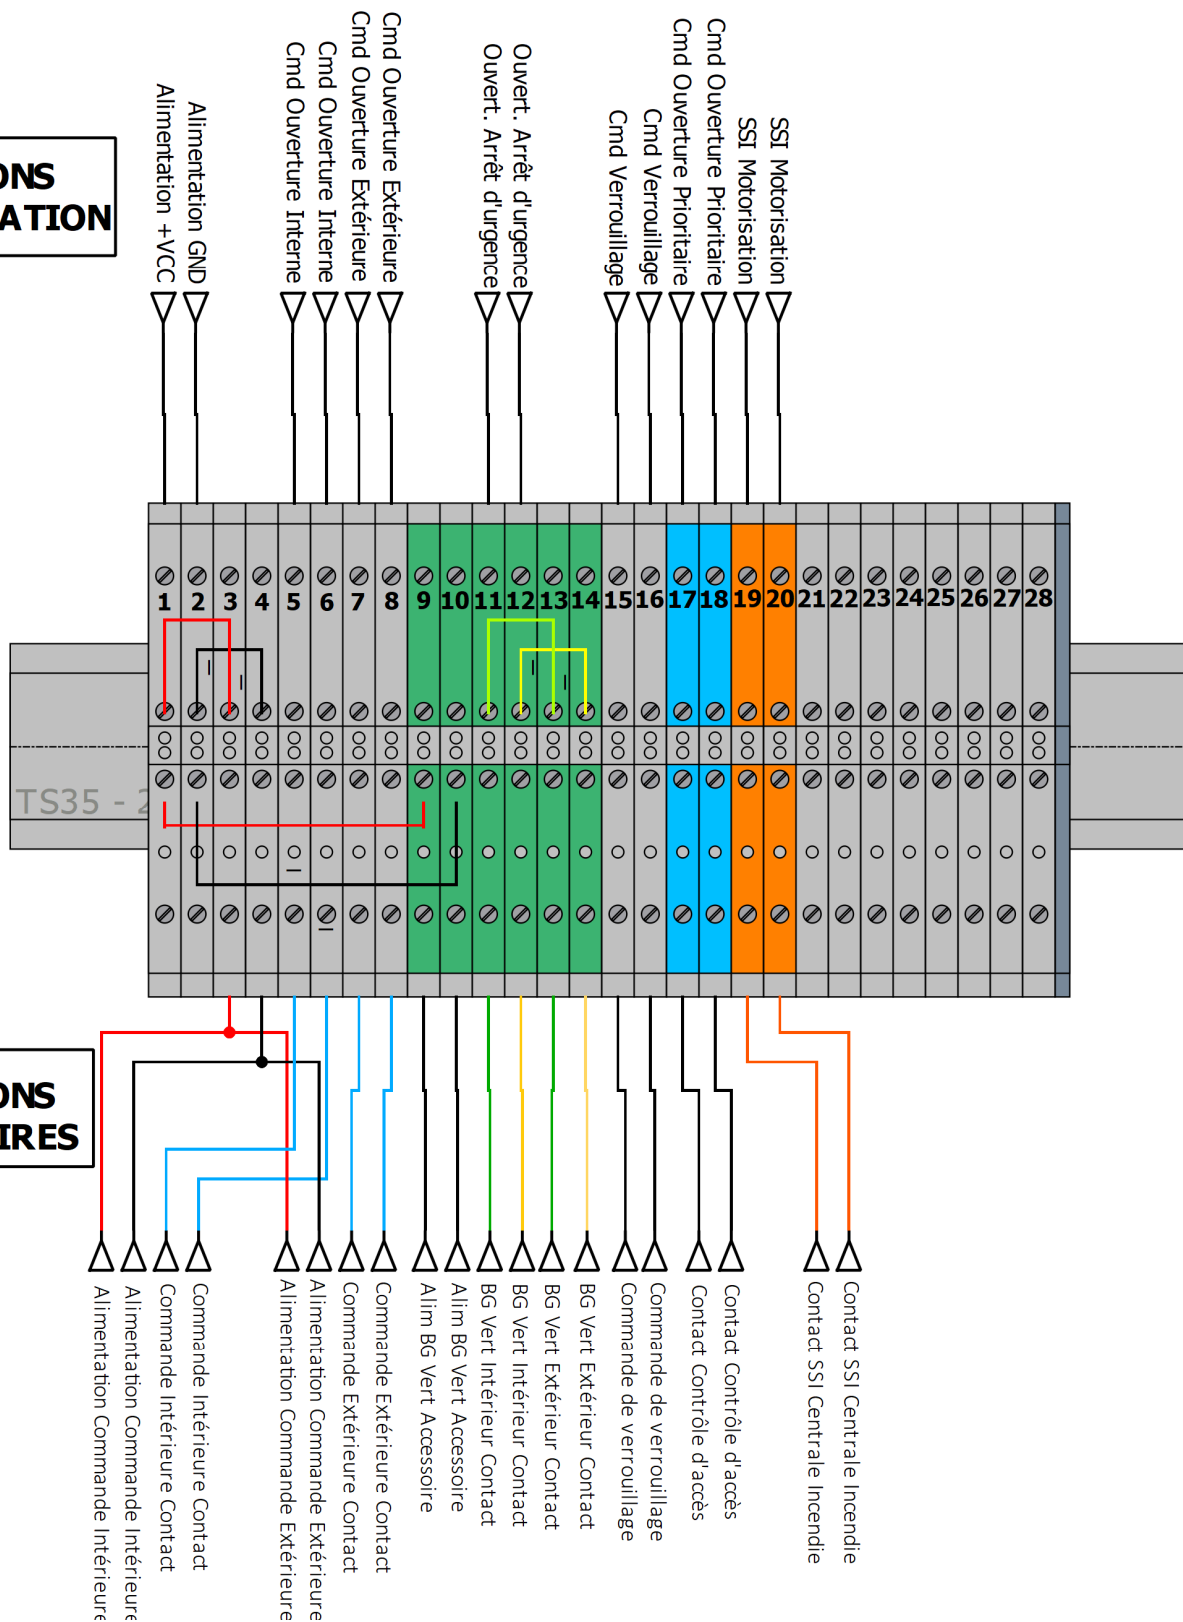 Alimentation +VCC
Alimentation GND
Cmd Ouverture Interne
Cmd Ouverture Interne
Cmd Ouverture Extérieure
Cmd Ouverture Extérieure
Ouvert. Arrêt d'urgence
Ouvert. Arrêt d'urgence
Cmd Verrouillage
Cmd Verrouillage
Cmd Ouverture Prioritaire
Cmd Ouverture Prioritaire
SSI Motorisation
SSI Motorisation
ONS
ATION
1 2 3 4 5 6 7 8 9 10 11 12 13 14 15 16 17 18 19 20 21 22 23 24 25 26 27 28
TS35 - 2
ONS
IRES
Alimentation Commande Intérieure
Alimentation Commande Intérieure
Commande Intérieure Contact
Commande Intérieure Contact
Alimentation Commande Extérieure
Alimentation Commande Extérieure
Commande Extérieure Contact
Commande Extérieure Contact
Alim BG Vert Accessoire
Alim BG Vert Accessoire
BG Vert Intérieur Contact
BG Vert Intérieur Contact
BG Vert Extérieur Contact
BG Vert Extérieur Contact
Commande de verrouillage
Commande de verrouillage
Contact Contrôle d'accès
Contact Contrôle d'accès
Contact SSI Centrale Incendie
Contact SSI Centrale Incendie